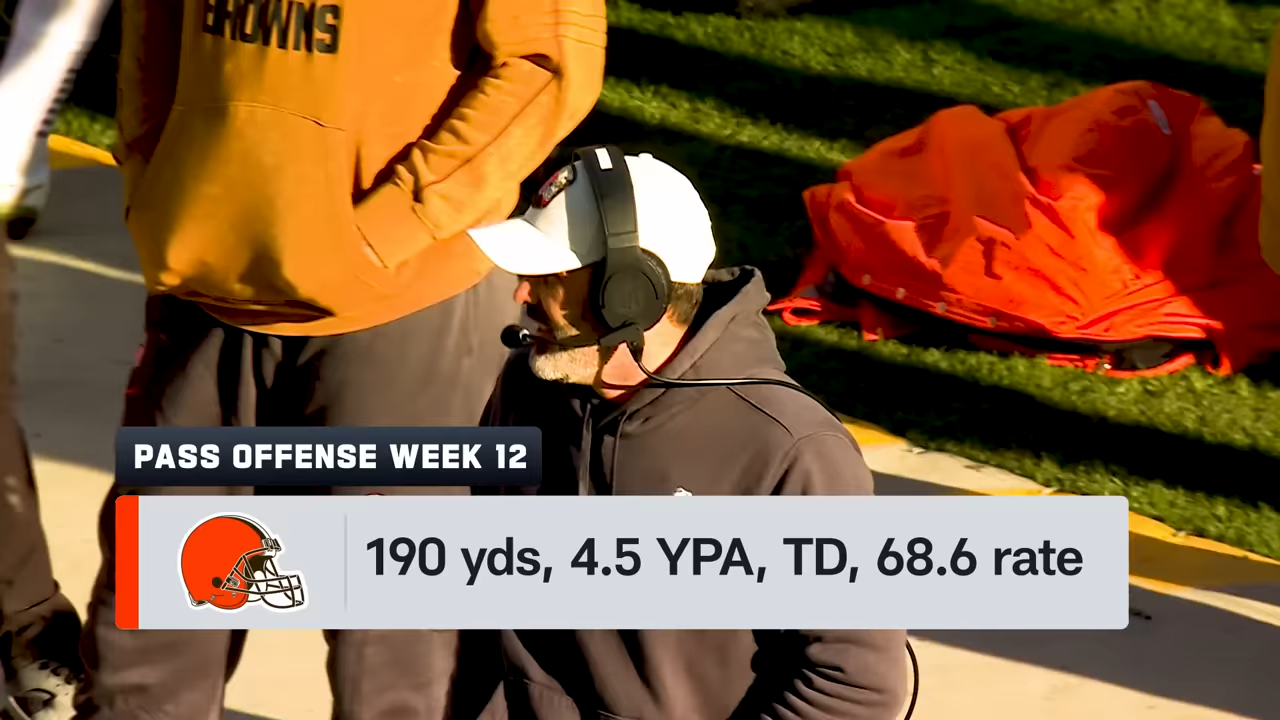 BROWNS
PASS OFFENSE WEEK 12
190 yds, 4.5 YPA, TD, 68.6 rate